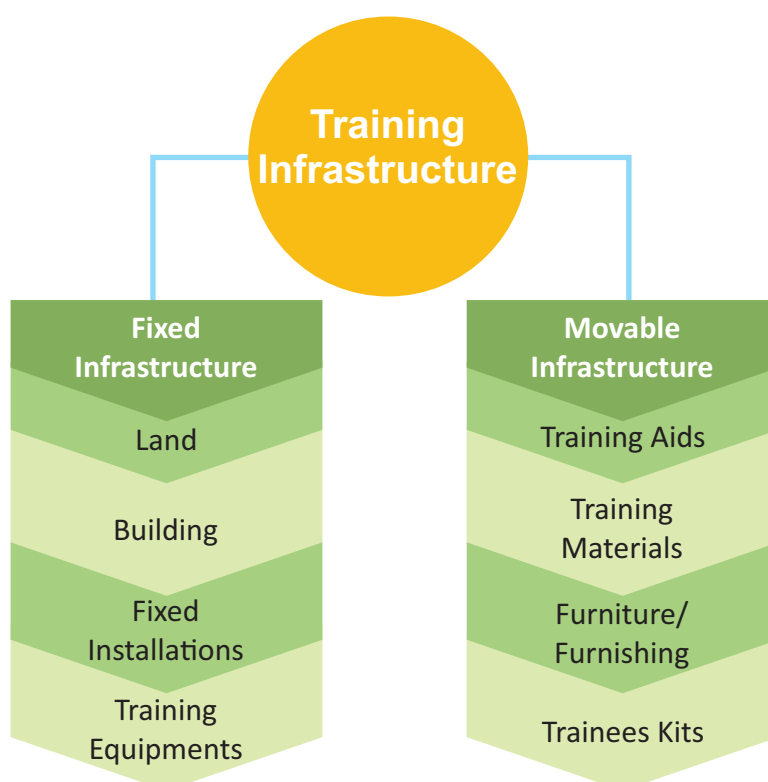 Training
Infrastructure
Fixed
Infrastructure
Land
Building
Fixed
Installations
Training
Equipments
Movable
Infrastructure
Training Aids
Training
Materials
Furniture/
Furnishing
Trainees Kits